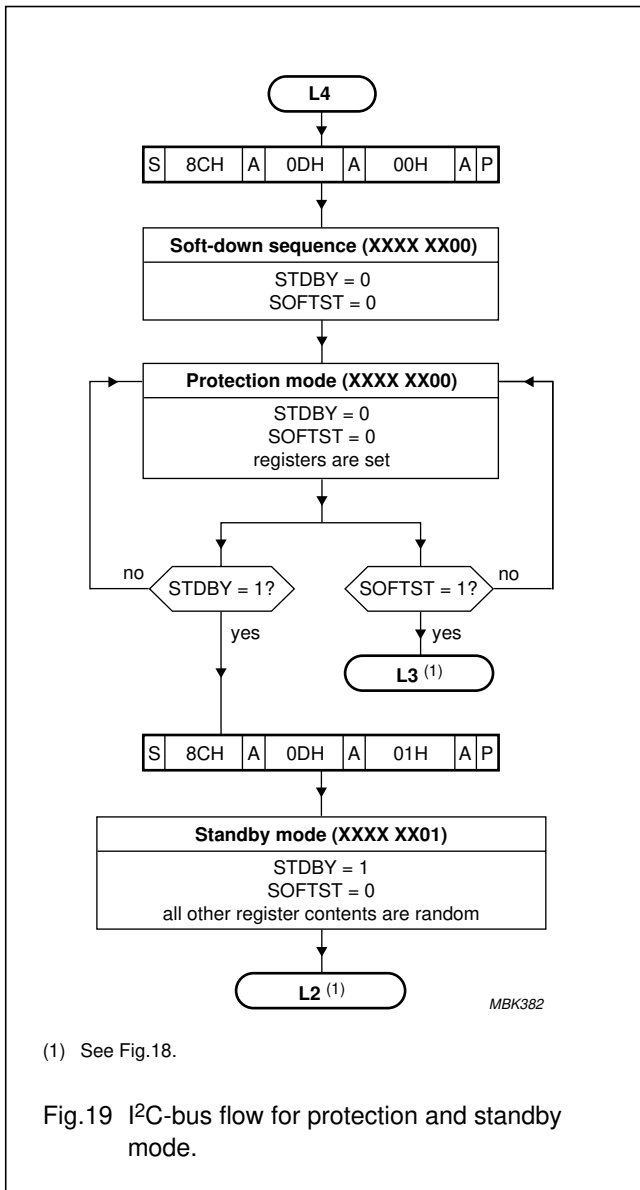 L4
S 8CH A 0DH A 00H A P
Soft-down sequence (XXXX XX00)
STDBY = 0
SOFTST = 0
Protection mode (XXXX XX00)
STDBY = 0
SOFTST = 0
registers are set
no STDBY = 1? SOFTST = 1? no
yes yes
L3 (1)
S 8CH A 0DH A 01H A P
Standby mode (XXXX XX01)
STDBY = 1
SOFTST = 0
all other register contents are random
L2 (1)
MBK382
(1) See Fig.18.
Fig.19 I²C-bus flow for protection and standby
mode.